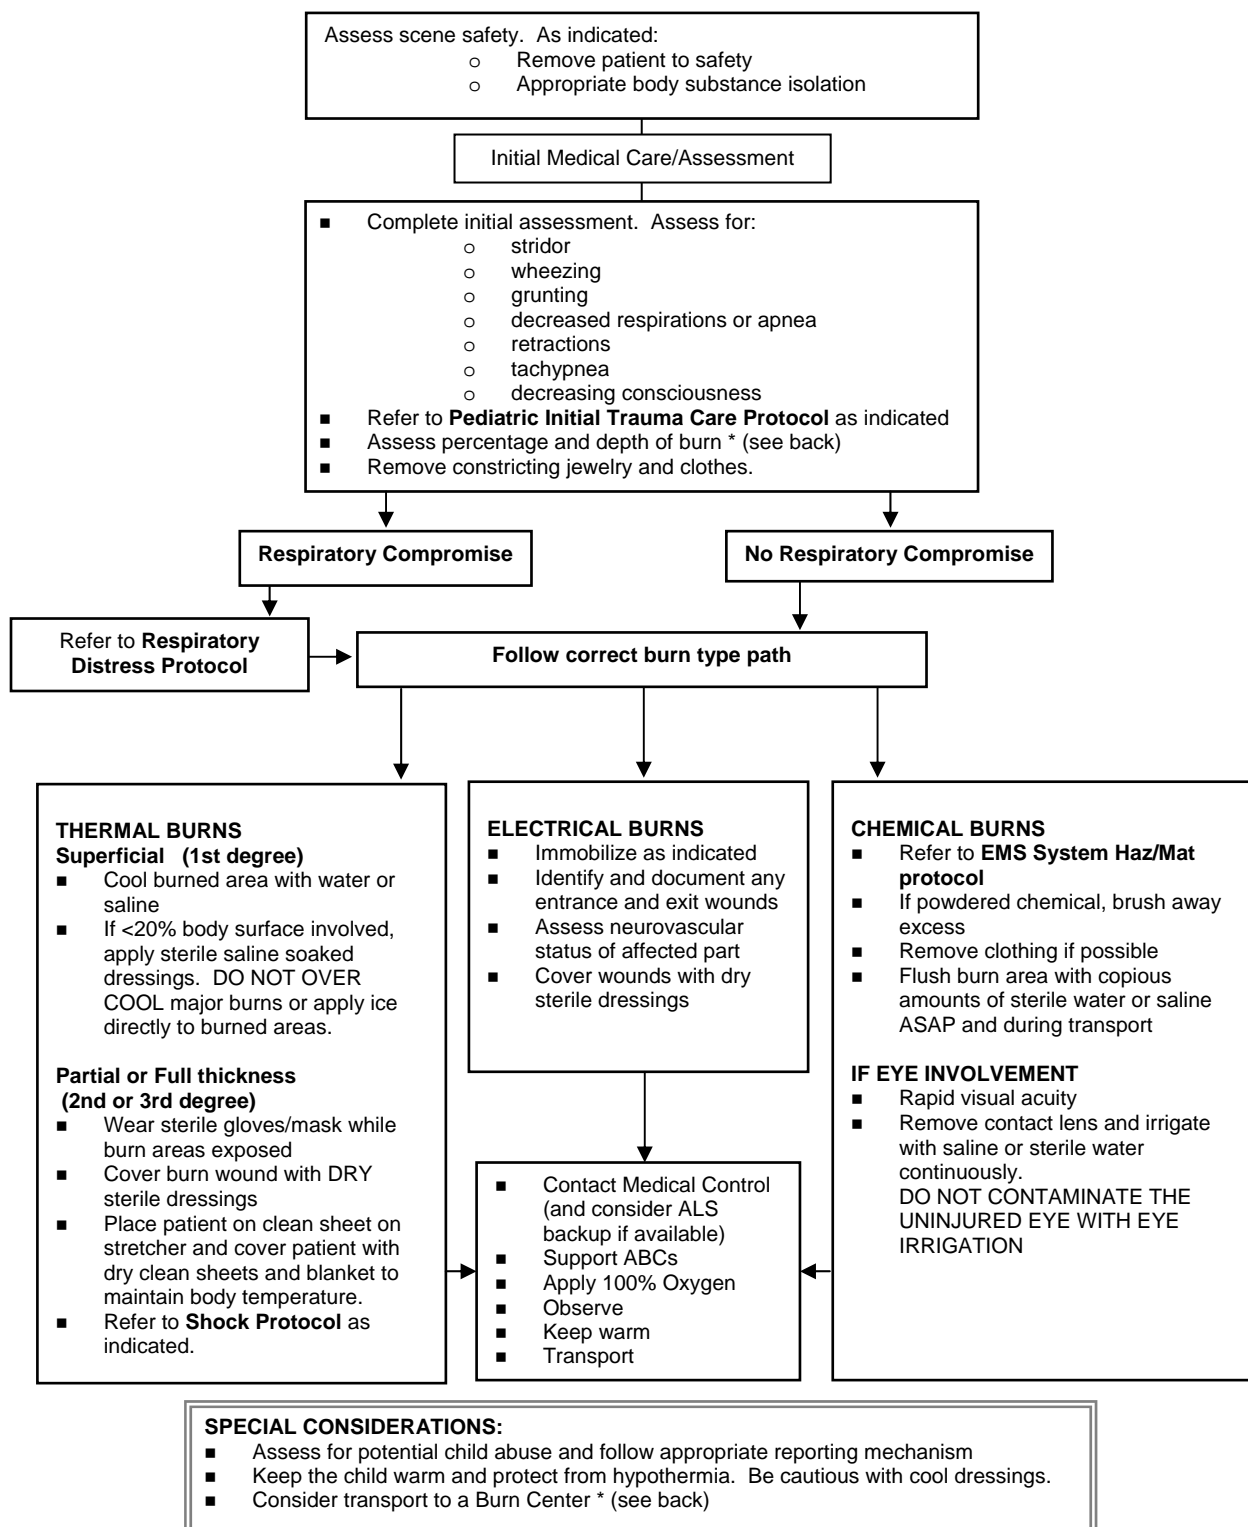 Assess scene safety.  As indicated:
o Remove patient to safety
o Appropriate body substance isolation
Initial Medical Care/Assessment
■ Complete initial assessment.  Assess for:
o stridor
o wheezing
o grunting
o decreased respirations or apnea
o retractions
o tachypnea
o decreasing consciousness
■ Refer to Pediatric Initial Trauma Care Protocol as indicated
■ Assess percentage and depth of burn * (see back)
■ Remove constricting jewelry and clothes.
Respiratory Compromise
No Respiratory Compromise
Refer to Respiratory
Distress Protocol
Follow correct burn type path
THERMAL BURNS
Superficial   (1st degree)
■ Cool burned area with water or
saline
■ If <20% body surface involved,
apply sterile saline soaked
dressings.  DO NOT OVER
COOL major burns or apply ice
directly to burned areas.
Partial or Full thickness
(2nd or 3rd degree)
■ Wear sterile gloves/mask while
burn areas exposed
■ Cover burn wound with DRY
sterile dressings
■ Place patient on clean sheet on
stretcher and cover patient with
dry clean sheets and blanket to
maintain body temperature.
■ Refer to Shock Protocol as
indicated.
ELECTRICAL BURNS
■ Immobilize as indicated
■ Identify and document any
entrance and exit wounds
■ Assess neurovascular
status of affected part
■ Cover wounds with dry
sterile dressings
CHEMICAL BURNS
■ Refer to EMS System Haz/Mat
protocol
■ If powdered chemical, brush away
excess
■ Remove clothing if possible
■ Flush burn area with copious
amounts of sterile water or saline
ASAP and during transport
IF EYE INVOLVEMENT
■ Rapid visual acuity
■ Remove contact lens and irrigate
with saline or sterile water
continuously.
DO NOT CONTAMINATE THE
UNINJURED EYE WITH EYE
IRRIGATION
■ Contact Medical Control
(and consider ALS
backup if available)
■ Support ABCs
■ Apply 100% Oxygen
■ Observe
■ Keep warm
■ Transport
SPECIAL CONSIDERATIONS:
■ Assess for potential child abuse and follow appropriate reporting mechanism
■ Keep the child warm and protect from hypothermia.  Be cautious with cool dressings.
■ Consider transport to a Burn Center * (see back)